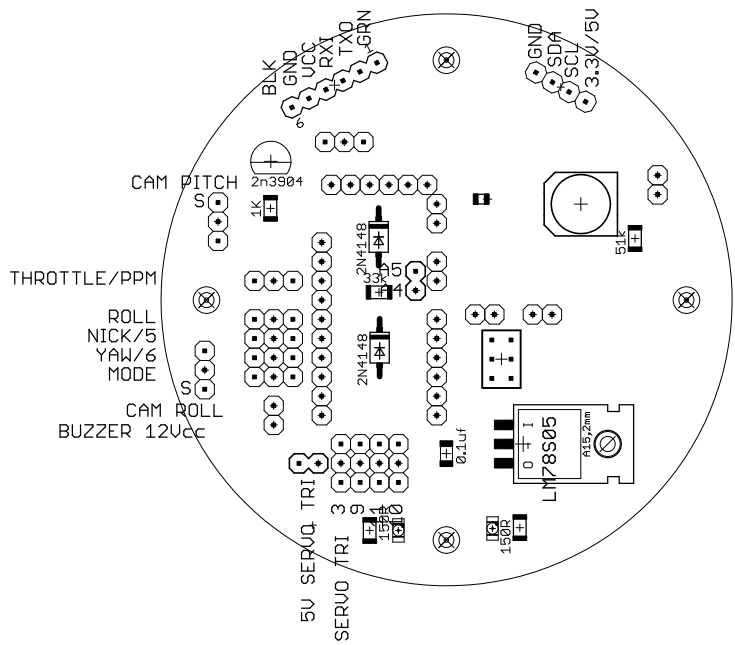 BLK
GND
VCC
RXI
TXO
GRN
1
6
GND
SDA
SCL
3.3V/5V
2n3904
CAM PITCH
S
1K
2N4148
51k
THROTTLE/PPM
33k
A5
A4
ROLL
NICK/5
YAW/6
MODE
S
2N4148
CAM ROLL
BUZZER 12Vcc
0.1uf
LM78S05
I
O
A15,2mm
3
9
10
150R
150R
5V SERVO TRI
SERVO TRI